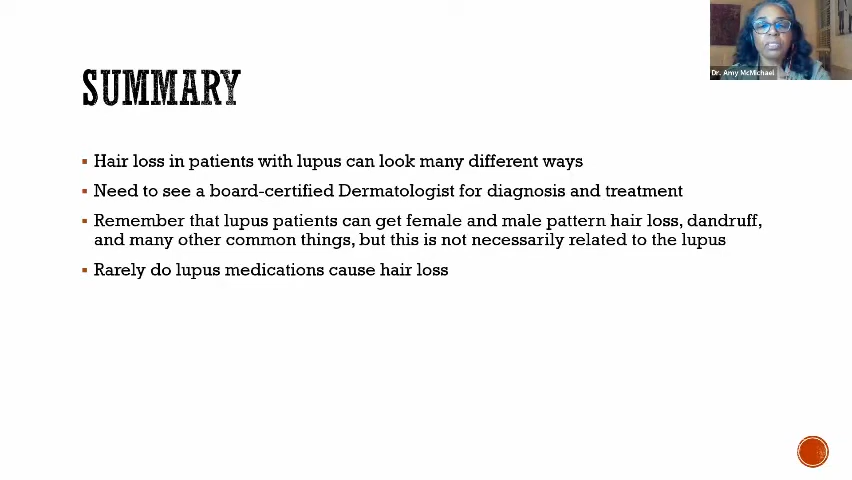 Dr. Amy McMichael
SUMMARY
▪ Hair loss in patients with lupus can look many different ways
▪ Need to see a board-certified Dermatologist for diagnosis and treatment
▪ Remember that lupus patients can get female and male pattern hair loss, dandruff,
and many other common things, but this is not necessarily related to the lupus
▪ Rarely do lupus medications cause hair loss